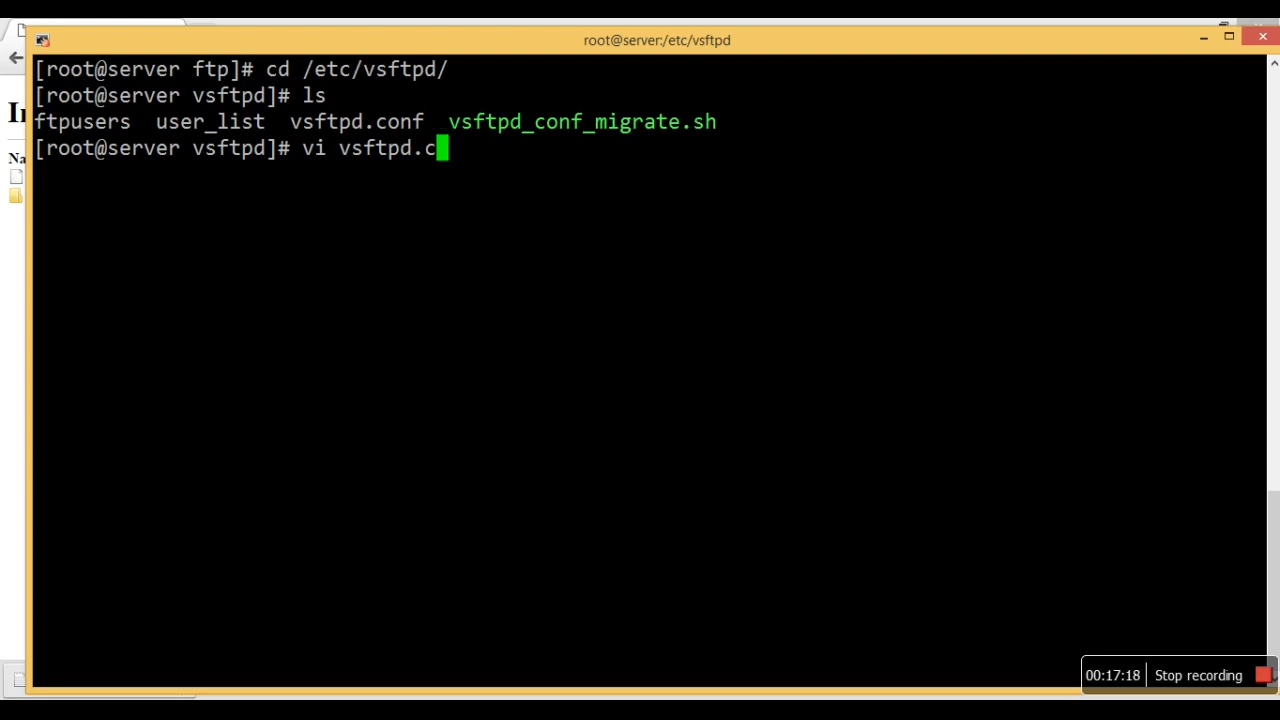 root@server:/etc/vsftpd
[root@server ftp]# cd /etc/vsftpd/
[root@server vsftpd]# ls
ftpusers  user_list  vsftpd.conf  vsftpd_conf_migrate.sh
[root@server vsftpd]# vi vsftpd.c
00:17:18 Stop recording